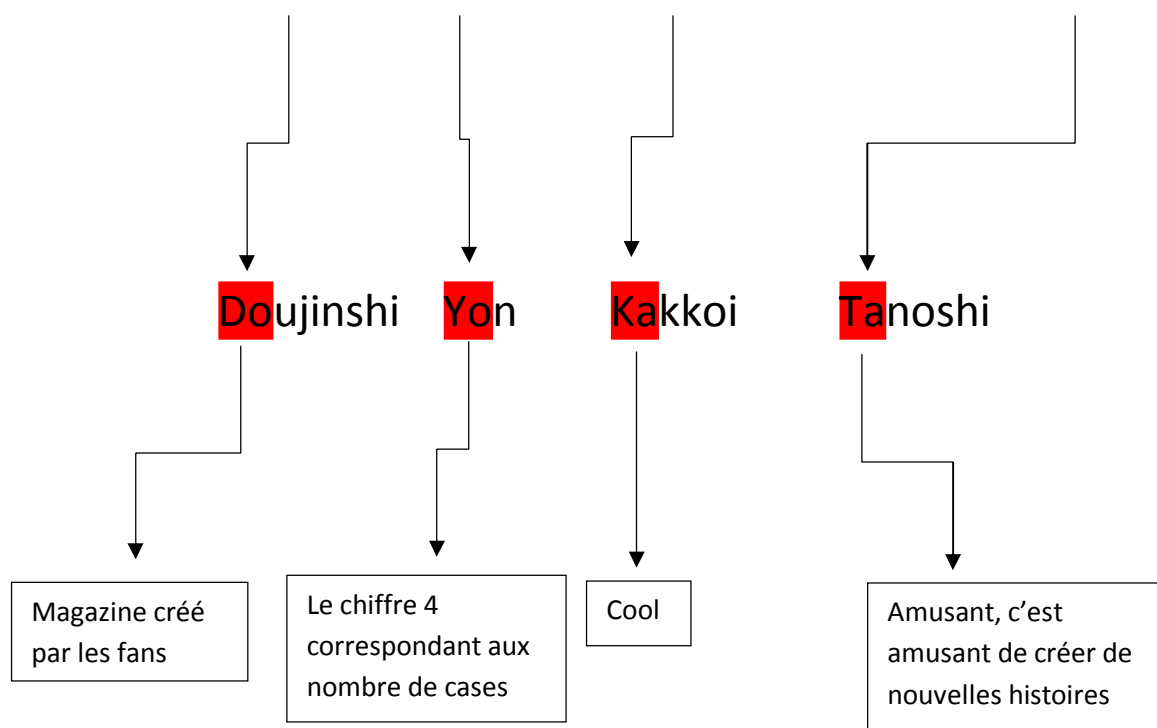 Doujinshi Yon Kakkoi Tanoshi
Magazine créé
par les fans
Le chiffre 4
correspondant aux
nombre de cases
Cool
Amusant, c’est
amusant de créer de
nouvelles histoires